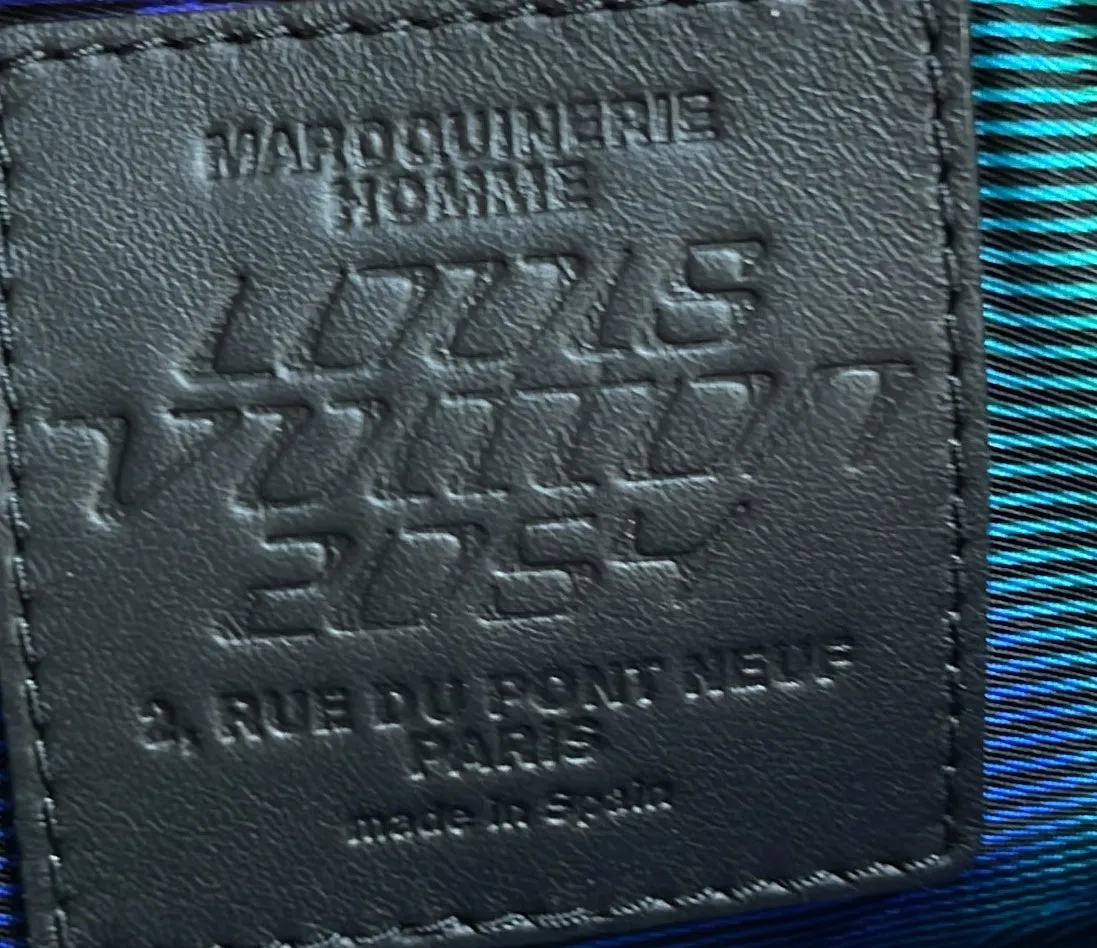 MAROQUINERIE
HOMME
LOUIS
VUITTON
2054
2, RUE DU PONT NEUF
PARIS
made in Spain